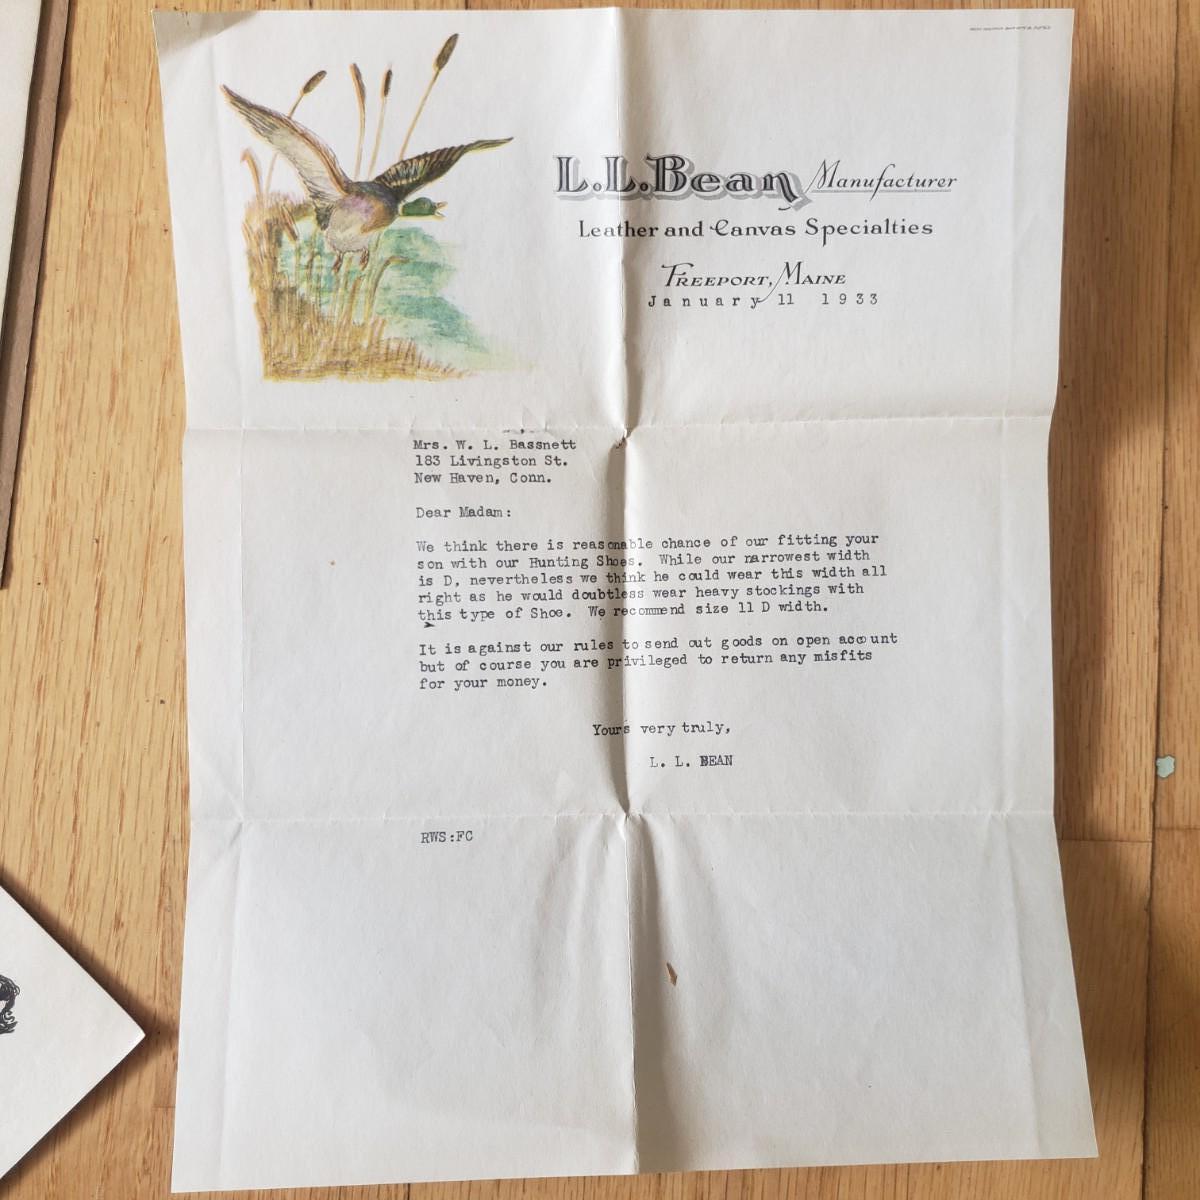 L.L.Bean Manufacturer
Leather and Canvas Specialties
Freeport, Maine
January 11 1933
Mrs. W. L. Bassnett
183 Livingston St.
New Haven, Conn.
Dear Madam:
We think there is reasonable chance of our fitting your
son with our Hunting Shoes. While our narrowest width
is D, nevertheless we think he could wear this width all
right as he would doubtless wear heavy stockings with
this type of Shoe. We recommend size 11 D width.
It is against our rules to send out goods on open account
but of course you are privileged to return any misfits
for your money.
Yours very truly,
L. L. BEAN
RWS:FC